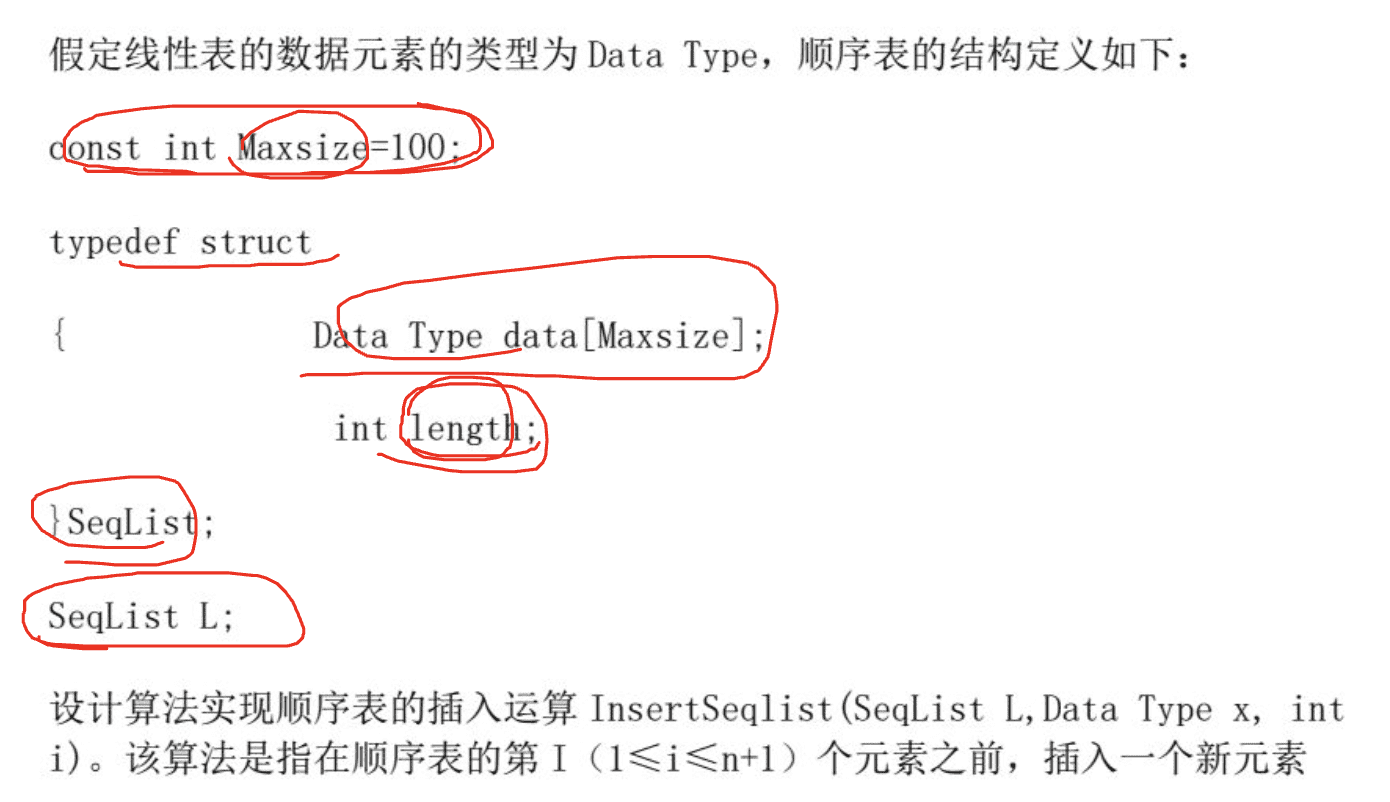 假定线性表的数据元素的类型为 Data Type，顺序表的结构定义如下：
const int Maxsize=100;
typedef struct
{ Data Type data[Maxsize];
int length;
}SeqList;
SeqList L;
设计算法实现顺序表的插入运算 InsertSeqlist(SeqList L,Data Type x, int
i)。该算法是指在顺序表的第 I（1≤i≤n+1）个元素之前，插入一个新元素